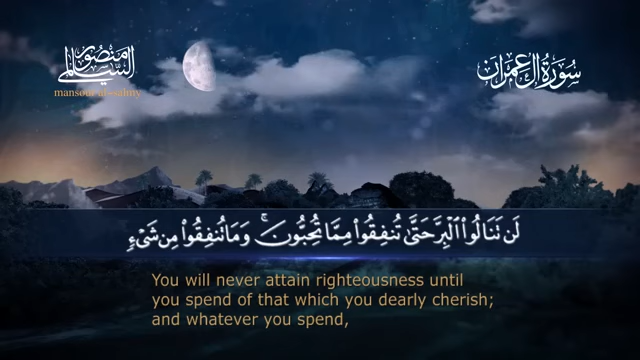 منصور السالمي
mansour al-salmy
سورة آل عمران
لَن تَنَالُوا۟ ٱلْبِرَّ حَتَّىٰ تُنفِقُوا۟ مِمَّا تُحِبُّونَ ۚ وَمَا تُنفِقُوا۟ مِن شَىْءٍ
You will never attain righteousness until
you spend of that which you dearly cherish;
and whatever you spend,